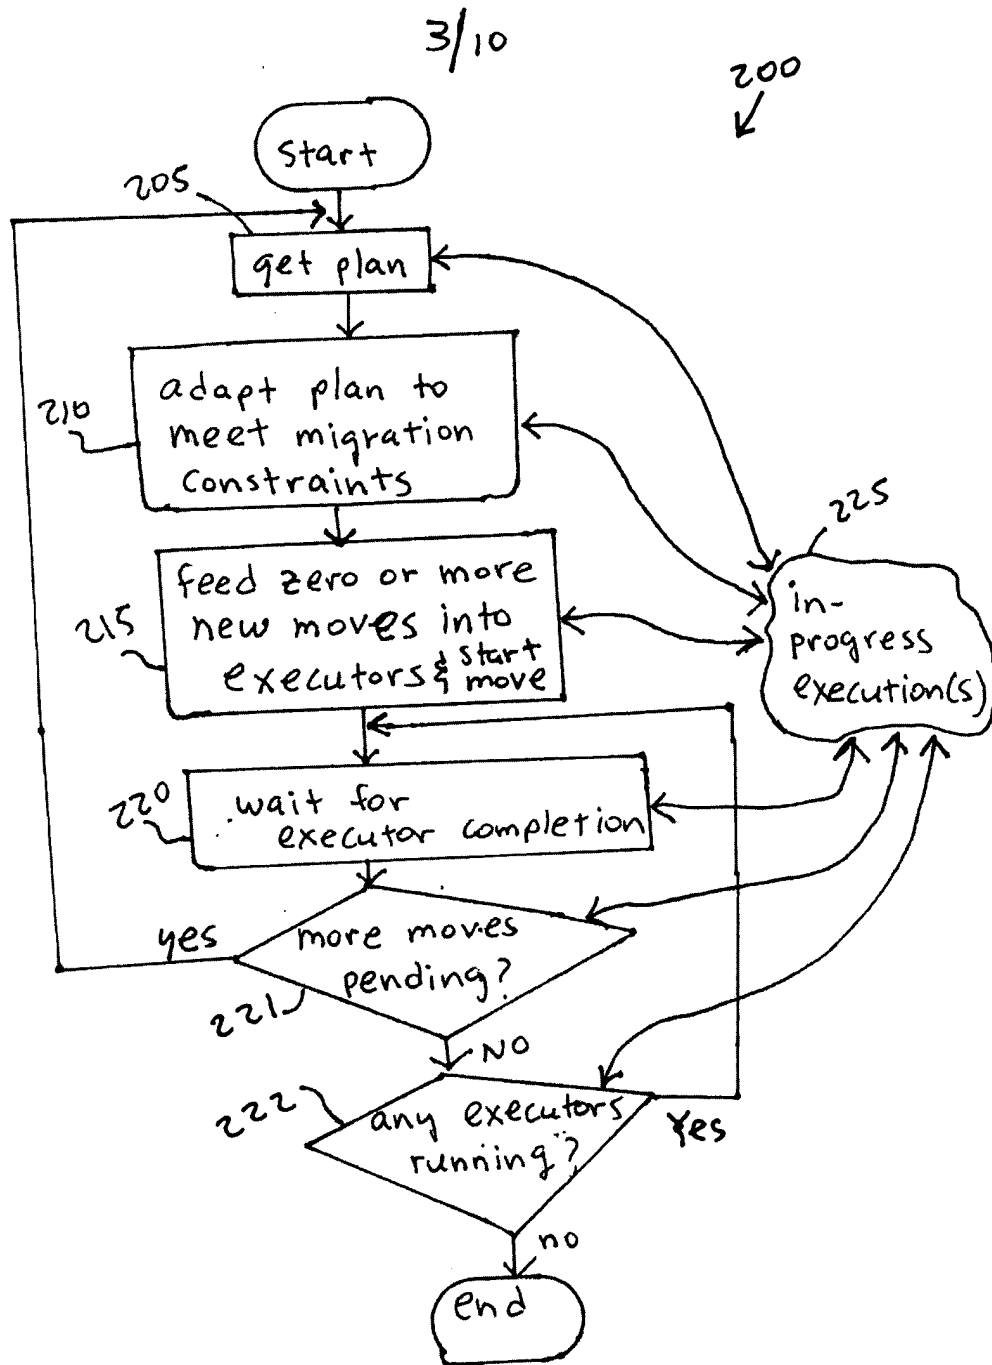 3/10
200
start
205
get plan
210
adapt plan to
meet migration
constraints
215
feed zero or more
new moves into
executors & start
move
225
in-
progress
execution(s)
220
wait for
executor completion
more moves
pending?
yes
221
NO
222
any executors
running?
Yes
no
end